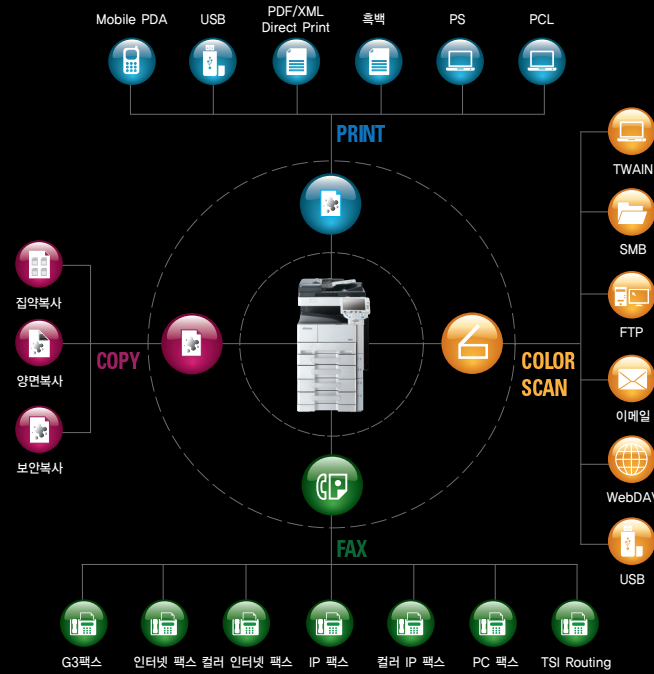 Mobile PDA
USB
PDF/XML
Direct Print
흑백
PS
PCL
PRINT
TWAIN
SMB
FTP
이메일
WebDAV
USB
COLOR
SCAN
집약복사
양면복사
보안복사
COPY
FAX
G3팩스
인터넷 팩스
컬러 인터넷 팩스
IP 팩스
컬러 IP 팩스
PC 팩스
TSI Routing